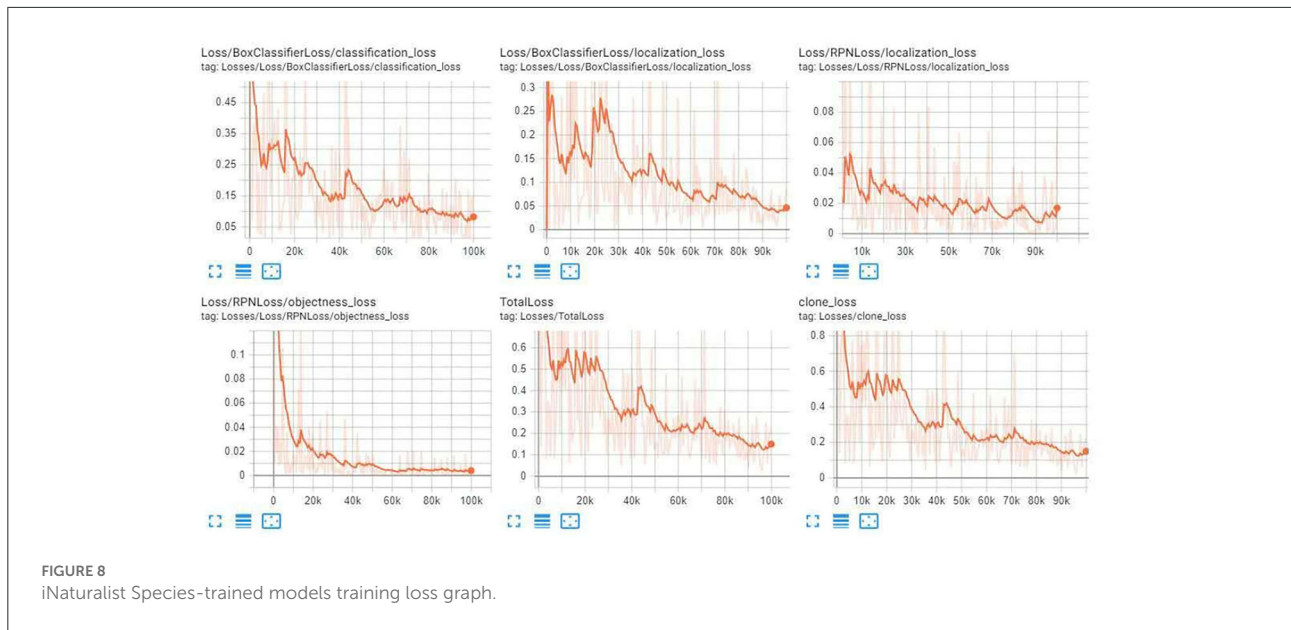 Loss/BoxClassifierLoss/classification_loss
tag: Losses/Loss/BoxClassifierLoss/classification_loss
0.45
0.35
0.25
0.15
0.05
0 20k 40k 60k 80k 100k
Loss/BoxClassifierLoss/localization_loss
tag: Losses/Loss/BoxClassifierLoss/localization_loss
0.3
0.25
0.2
0.15
0.1
0.05
0
0 10k 20k 30k 40k 50k 60k 70k 80k 90k
Loss/RPNLoss/localization_loss
tag: Losses/Loss/RPNLoss/localization_loss
0.08
0.06
0.04
0.02
0
10k 30k 50k 70k 90k
Loss/RPNLoss/objectness_loss
tag: Losses/Loss/RPNLoss/objectness_loss
0.1
0.08
0.06
0.04
0.02
0
0 20k 40k 60k 80k 100k
TotalLoss
tag: Losses/TotalLoss
0.6
0.5
0.4
0.3
0.2
0.1
0
0 20k 40k 60k 80k 100k
clone_loss
tag: Losses/clone_loss
0.8
0.6
0.4
0.2
0
0 10k 20k 30k 40k 50k 60k 70k 80k 90k
FIGURE 8
iNaturalist Species-trained models training loss graph.